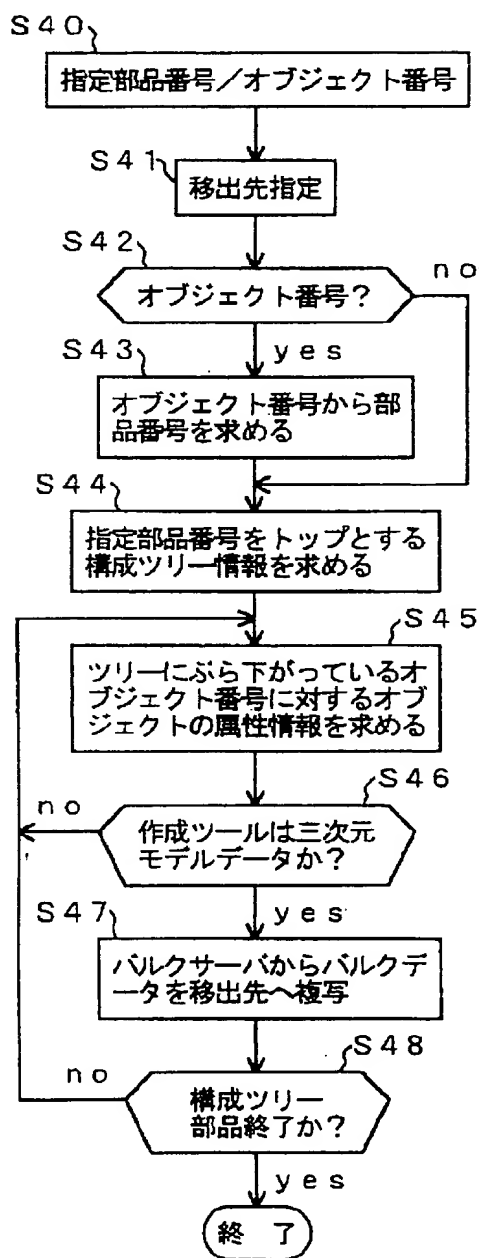 S40
指定部品番号／オブジェクト番号
S41
移出先指定
S42
オブジェクト番号？
no
yes
S43
オブジェクト番号から部
品番号を求める
S44
指定部品番号をトップとする
構成ツリー情報を求める
S45
ツリーにぶら下がっているオ
ブジェクト番号に対するオブ
ジェクトの属性情報を求める
S46
no
作成ツールは三次元
モデルデータか？
yes
S47
バルクサーバからバルクデ
ータを移出先へ複写
S48
no
構成ツリー
部品終了か？
yes
終 了